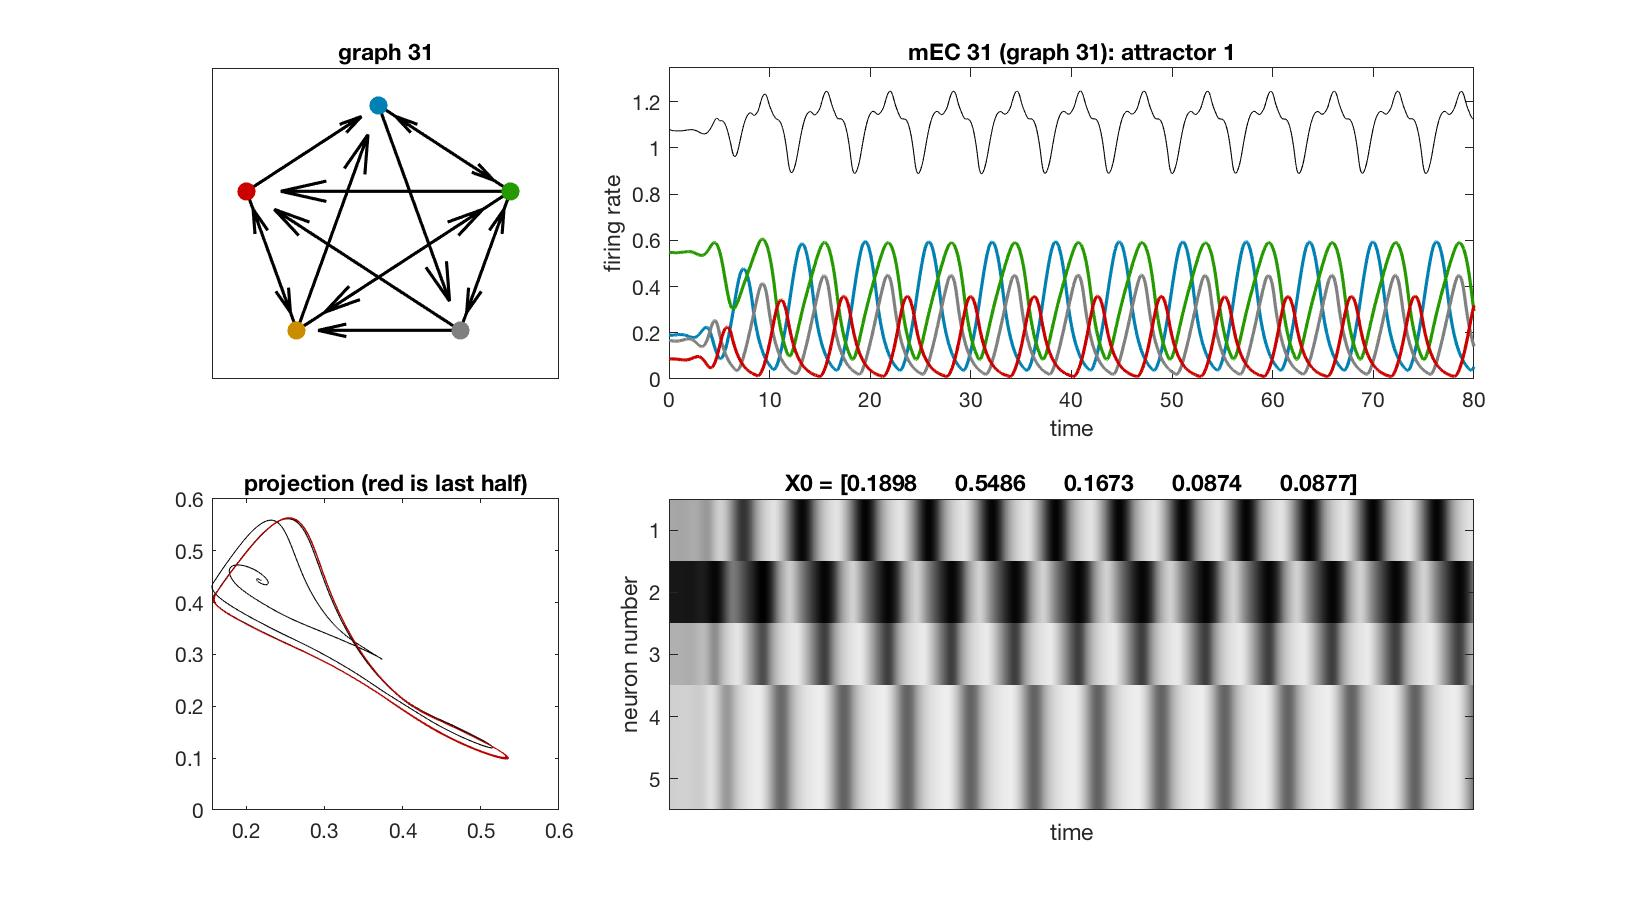 graph 31
mEC 31 (graph 31): attractor 1
firing rate
1.2
1
0.8
0.6
0.4
0.2
0
0 10 20 30 40 50 60 70 80
time
projection (red is last half)
0.6
0.5
0.4
0.3
0.2
0.1
0
0.2 0.3 0.4 0.5 0.6
X0 = [0.1898 0.5486 0.1673 0.0874 0.0877]
neuron number
1
2
3
4
5
time